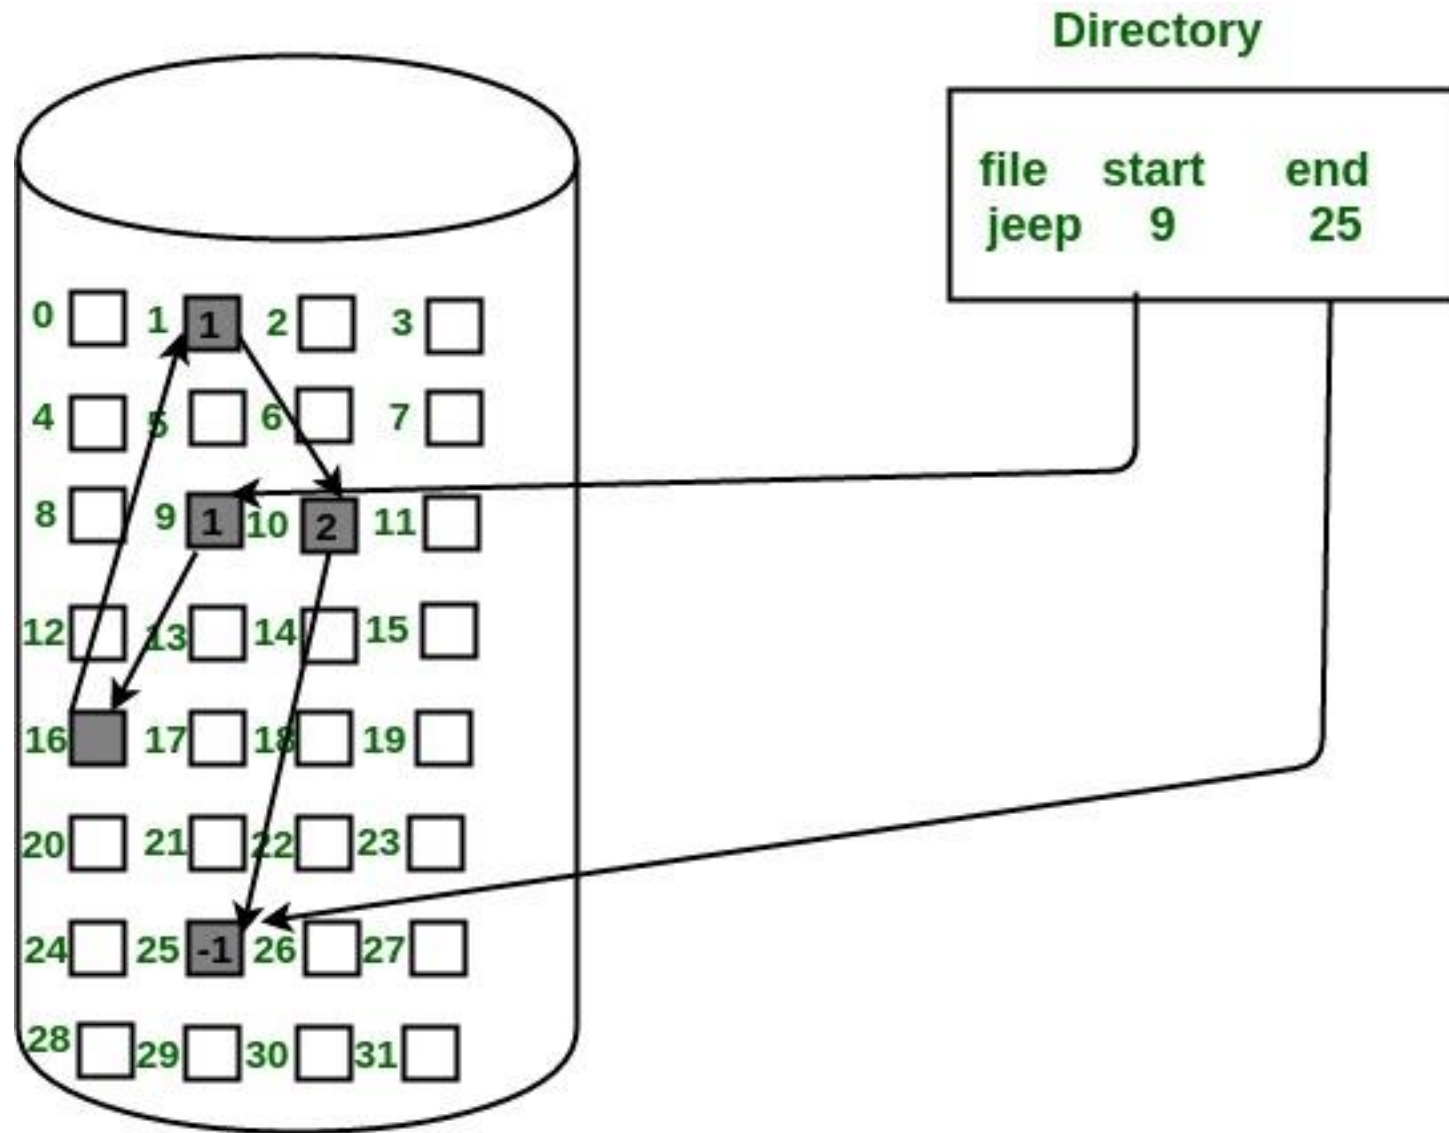 Directory
file start end
jeep 9 25
0 1 1 2 3
4 5 6 7
8 9 1 10 2 11
12 13 14 15
16 17 18 19
20 21 22 23
24 25 -1 26 27
28 29 30 31